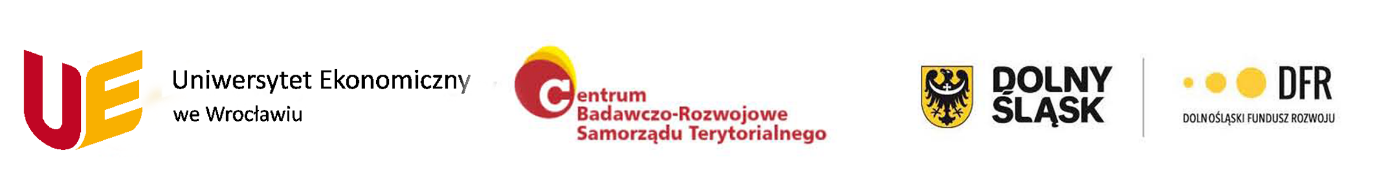 UE
Uniwersytet Ekonomiczny
we Wrocławiu
Centrum
Badawczo-Rozwojowe
Samorządu Terytorialnego
DOLNY
ŚLĄSK
DFR
DOLNOŚLĄSKI FUNDUSZ ROZWOJU